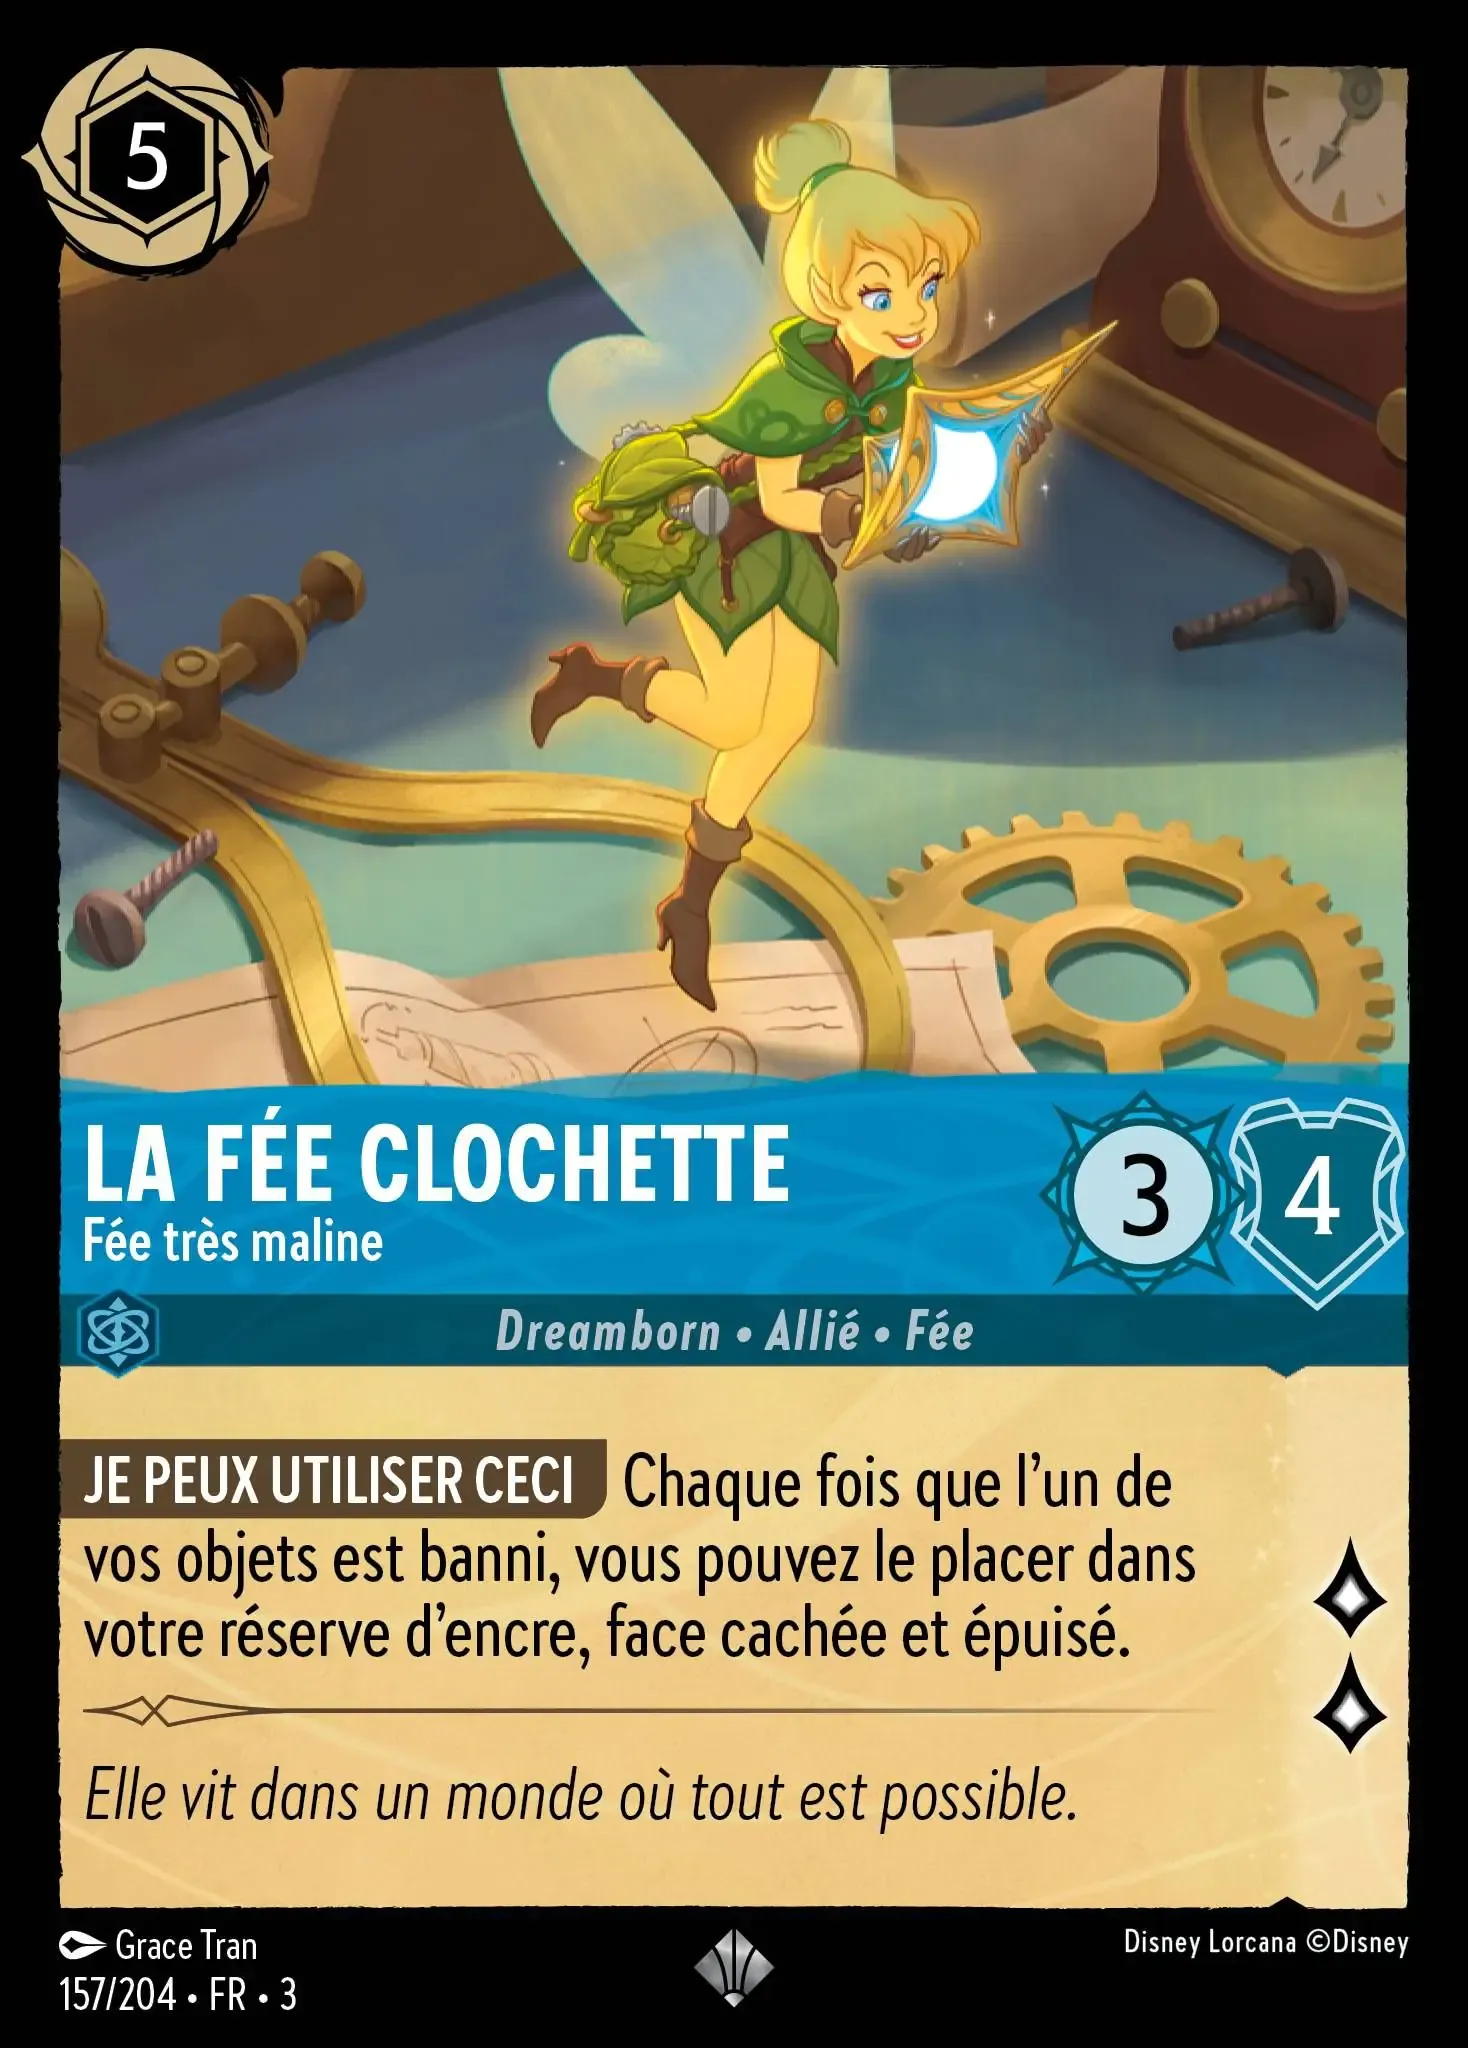 5
LA FÉE CLOCHETTE
Fée très maline
3
4
Dreamborn • Allié • Fée
JE PEUX UTILISER CECI Chaque fois que l’un de
vos objets est banni, vous pouvez le placer dans
votre réserve d’encre, face cachée et épuisé.
Elle vit dans un monde où tout est possible.
Grace Tran
Disney Lorcana ©Disney
157/204 • FR • 3